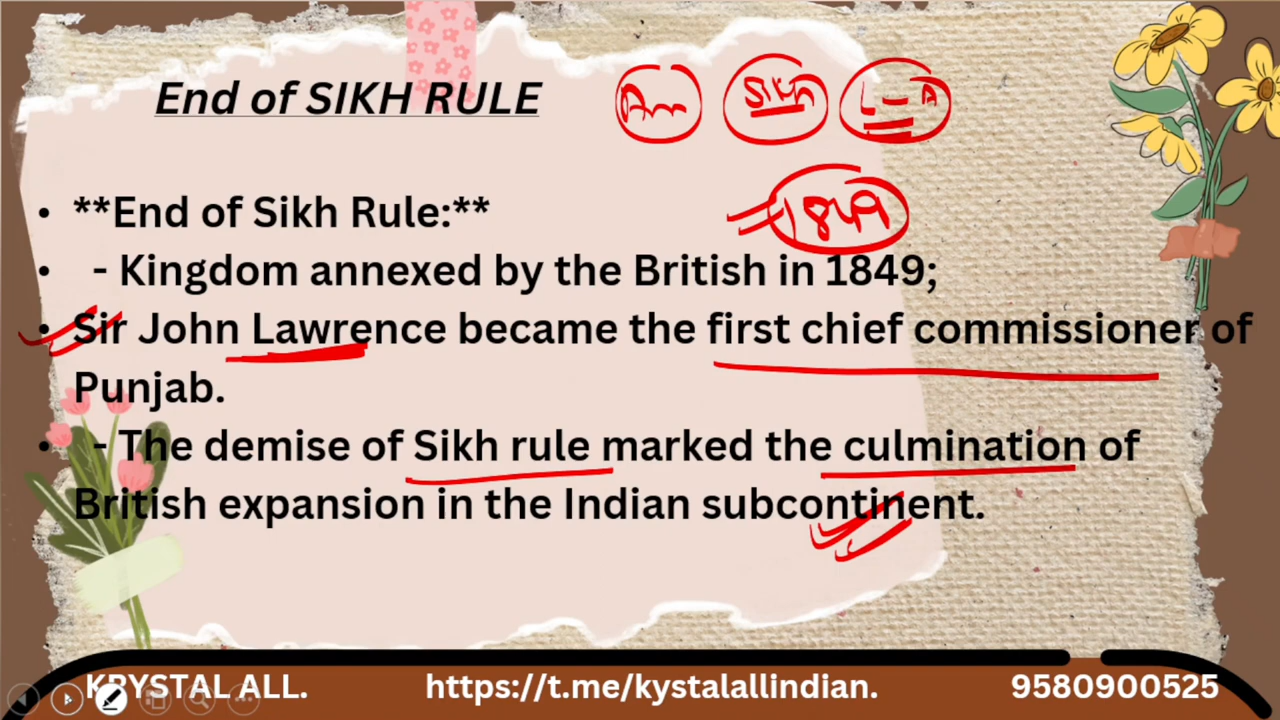 End of SIKH RULE
SIKH
1849
• **End of Sikh Rule:**
• - Kingdom annexed by the British in 1849;
• Sir John Lawrence became the first chief commissioner of
Punjab.
• - The demise of Sikh rule marked the culmination of
British expansion in the Indian subcontinent.
KRYSTAL ALL. https://t.me/kystalallindian. 9580900525